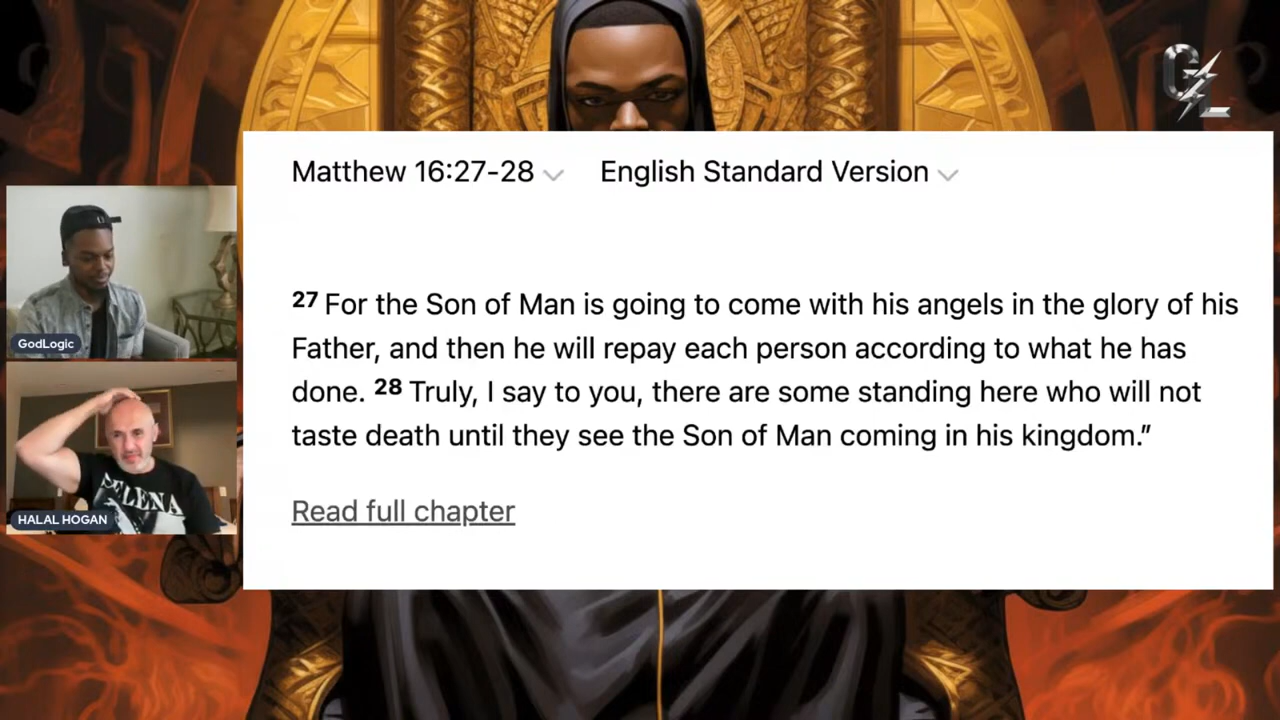 GL
Matthew 16:27-28 English Standard Version
27 For the Son of Man is going to come with his angels in the glory of his
Father, and then he will repay each person according to what he has
done. 28 Truly, I say to you, there are some standing here who will not
taste death until they see the Son of Man coming in his kingdom.”
Read full chapter
GodLogic
SELENA
HALAL HOGAN